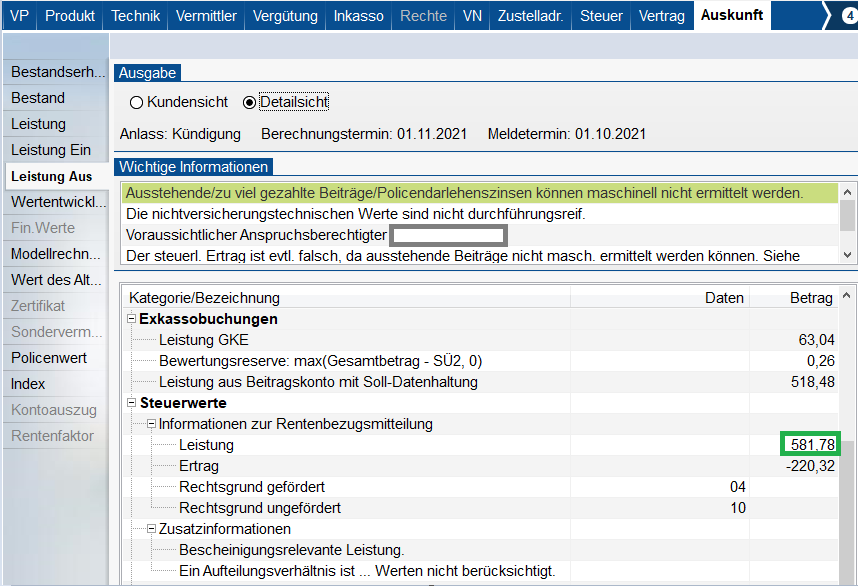 VP Produkt Technik Vermittler Vergütung Inkasso Rechte VN Zustelladr. Steuer Vertrag Auskunft 4
Bestandserh...
Bestand
Leistung
Leistung Ein
Leistung Aus
Wertentwickl...
Fin.Werte
Modellrechn...
Wert des Alt...
Zertifikat
Sonderverm...
Policenwert
Index
Kontoauszug
Rentenfaktor
Ausgabe
Kundensicht Detailsicht
Anlass: Kündigung Berechnungstermin: 01.11.2021 Meldetermin: 01.10.2021
Wichtige Informationen
Ausstehende/zu viel gezahlte Beiträge/Policendarlehenszinsen können maschinell nicht ermittelt werden.
Die nichtversicherungstechnischen Werte sind nicht durchführungsreif.
Voraussichtlicher Anspruchsberechtigter
Der steuerl. Ertrag ist evtl. falsch, da ausstehende Beiträge nicht masch. ermittelt werden können. Siehe
Kategorie/Bezeichnung Daten Betrag
Exkassobuchungen
Leistung GKE 63,04
Bewertungsreserve: max(Gesamtbetrag - SÜ2, 0) 0,26
Leistung aus Beitragskonto mit Soll-Datenhaltung 518,48
Steuerwerte
Informationen zur Rentenbezugsmitteilung
Leistung 581,78
Ertrag -220,32
Rechtsgrund gefördert 04
Rechtsgrund ungefördert 10
Zusatzinformationen
Bescheinigungsrelevante Leistung.
Ein Aufteilungsverhältnis ist ... Werten nicht berücksichtigt.